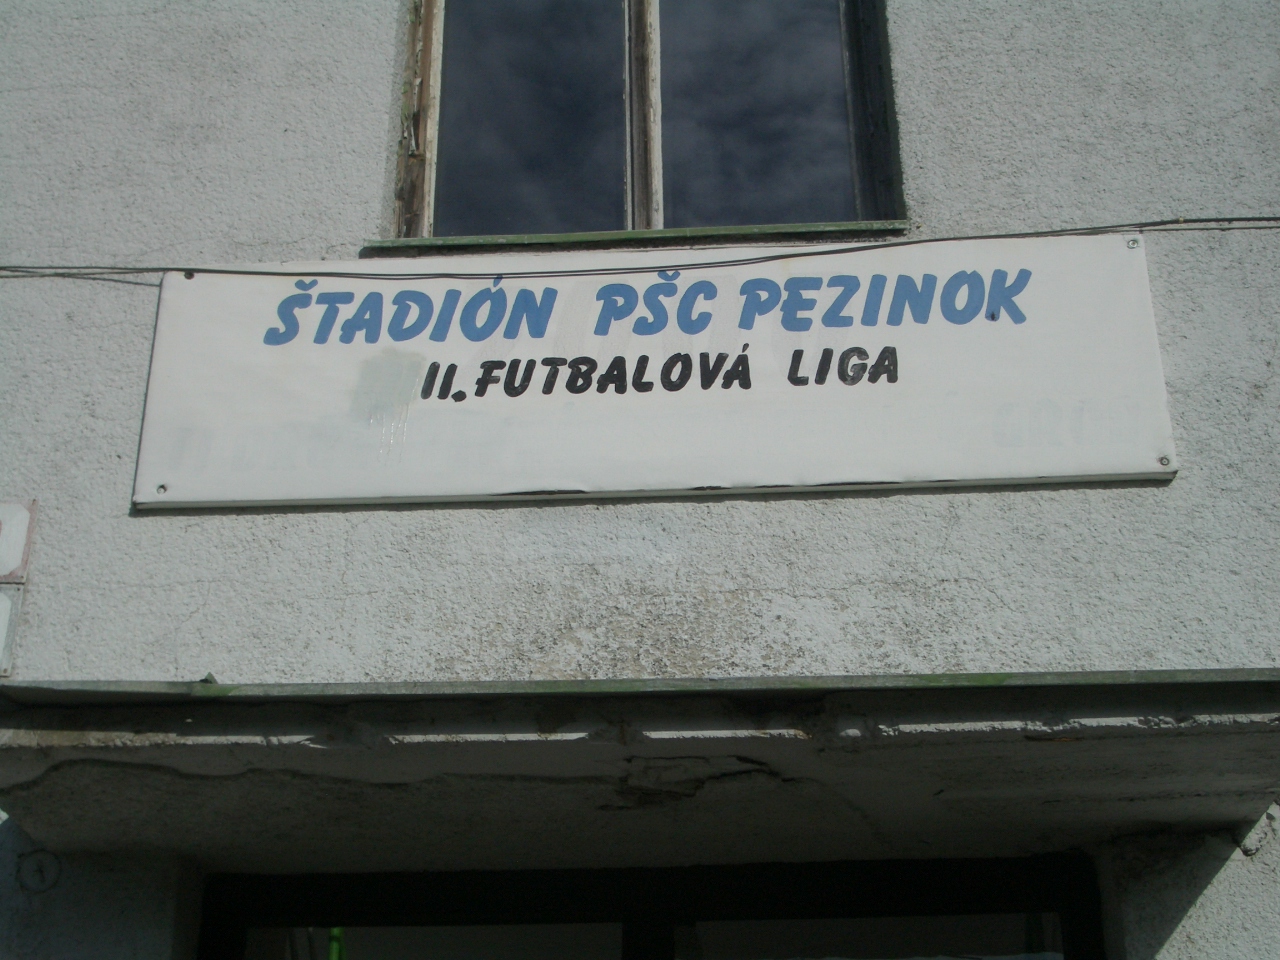 ŠTADIÓN PŠC PEZINOK
II. FUTBALOVÁ LIGA